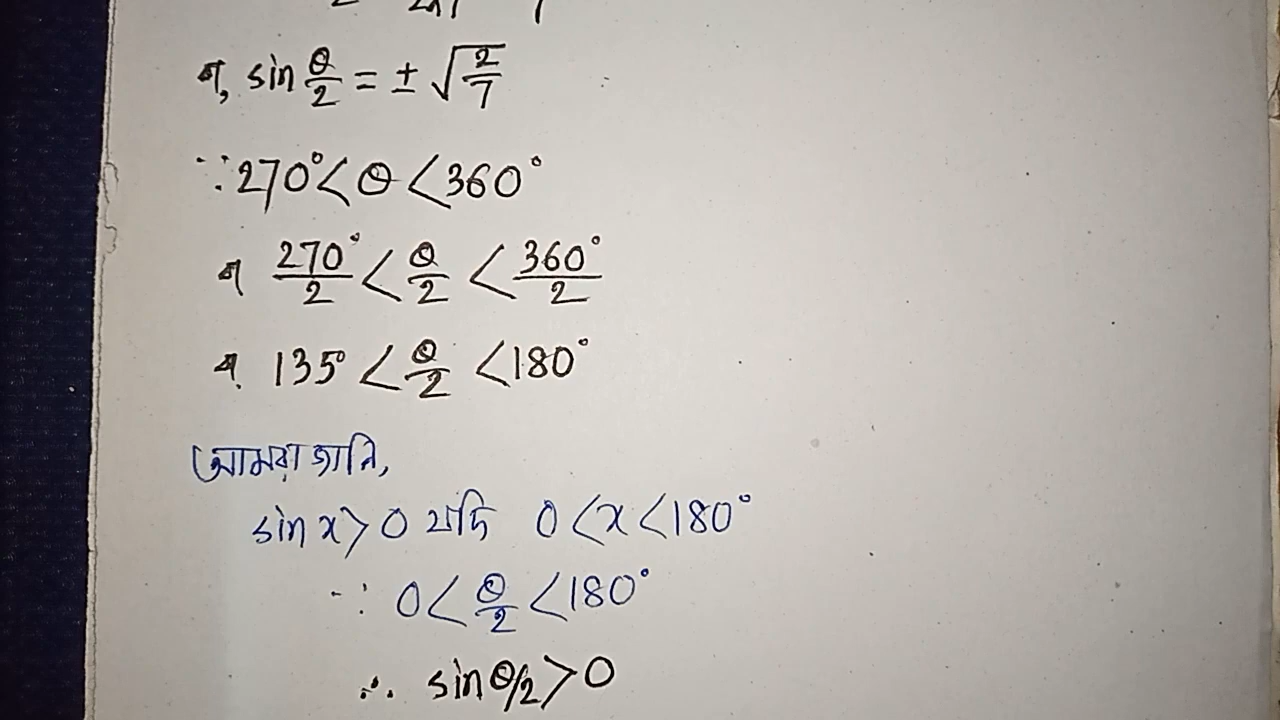 বা, sin θ/2 = ± √2/7
∵ 270° < θ < 360°
বা 270°/2 < θ/2 < 360°/2
বা 135° < θ/2 < 180°
আমরা জানি,
sin x > 0 যদি 0 < x < 180°
∵ 0 < θ/2 < 180°
∴ sin θ/2 > 0